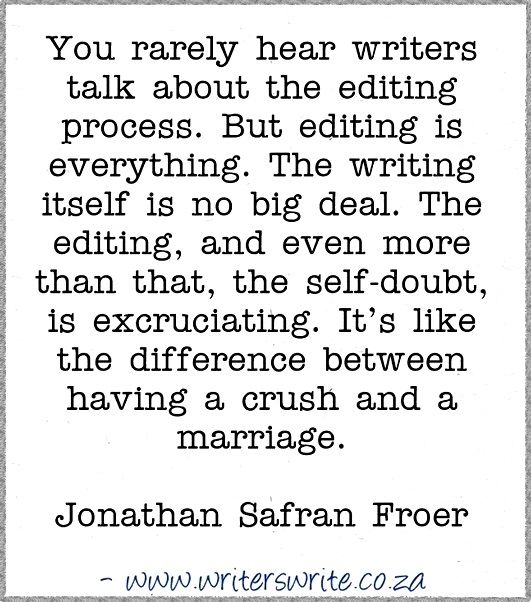 You rarely hear writers
talk about the editing
process. But editing is
everything. The writing
itself is no big deal. The
editing, and even more
than that, the self-doubt,
is excruciating. It's like
the difference between
having a crush and a
marriage.
Jonathan Safran Froer
- www.writerswrite.co.za